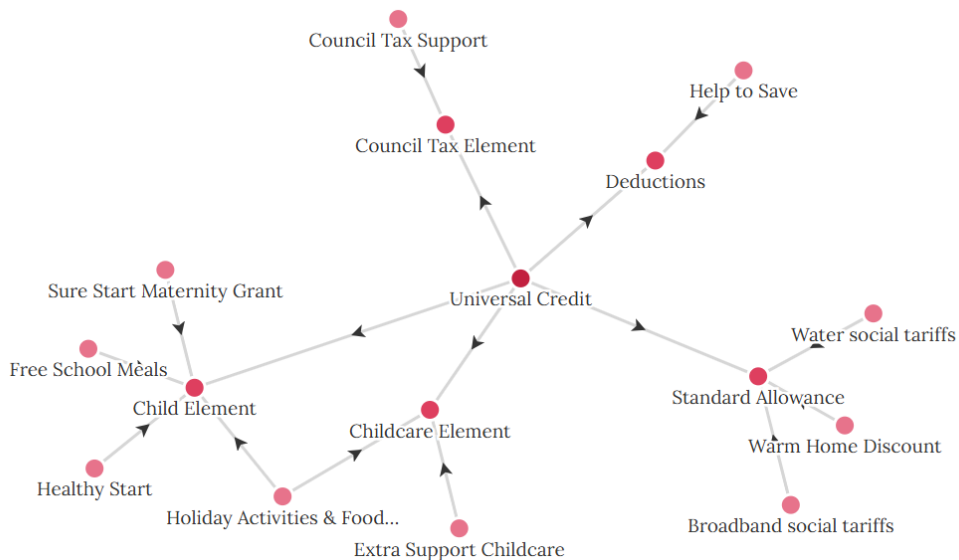 Council Tax Support
Help to Save
Council Tax Element
Deductions
Sure Start Maternity Grant
Universal Credit
Water social tariffs
Free School Meals
Child Element
Standard Allowance
Childcare Element
Warm Home Discount
Healthy Start
Holiday Activities & Food...
Broadband social tariffs
Extra Support Childcare